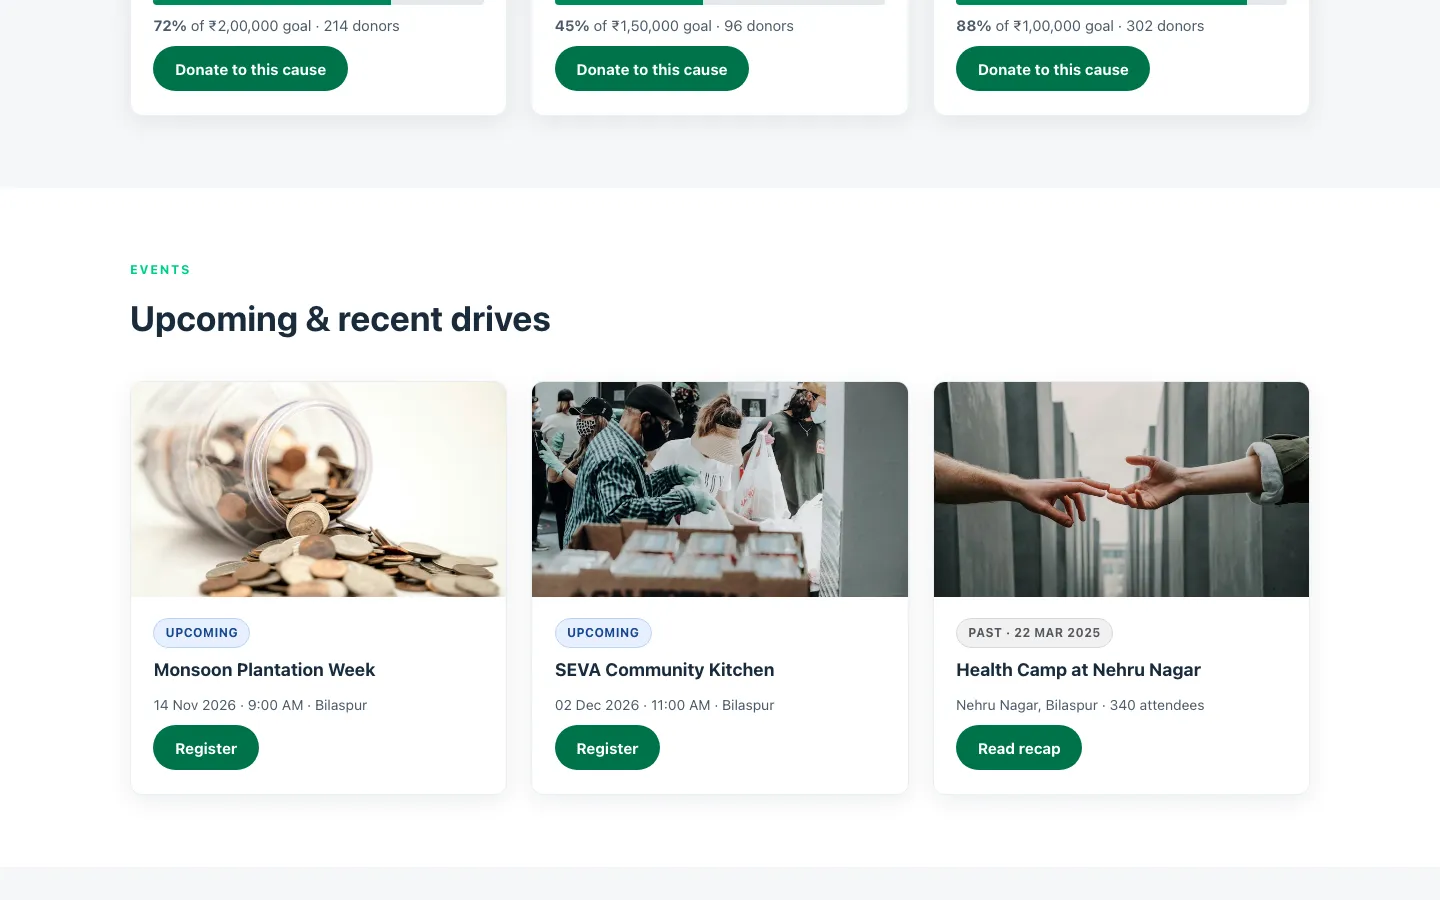 72% of ₹2,00,000 goal · 214 donors
45% of ₹1,50,000 goal · 96 donors
88% of ₹1,00,000 goal · 302 donors
Donate to this cause
Donate to this cause
Donate to this cause
EVENTS
Upcoming & recent drives
UPCOMING
Monsoon Plantation Week
14 Nov 2026 · 9:00 AM · Bilaspur
Register
UPCOMING
SEVA Community Kitchen
02 Dec 2026 · 11:00 AM · Bilaspur
Register
PAST · 22 MAR 2025
Health Camp at Nehru Nagar
Nehru Nagar, Bilaspur · 340 attendees
Read recap